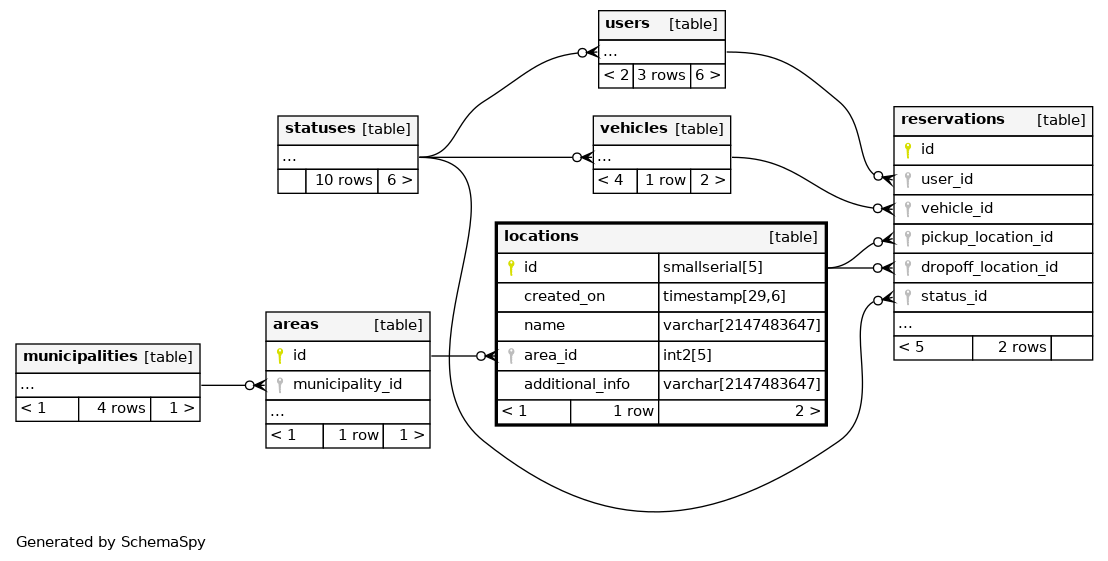 users [table]
...
< 2 3 rows 6 >
statuses [table]
...
10 rows 6 >
vehicles [table]
...
< 4 1 row 2 >
reservations [table]
id
user_id
vehicle_id
pickup_location_id
dropoff_location_id
status_id
...
< 5 2 rows
locations [table]
id smallserial[5]
created_on timestamp[29,6]
name varchar[2147483647]
area_id int2[5]
additional_info varchar[2147483647]
< 1 1 row 2 >
areas [table]
id
municipality_id
...
< 1 1 row 1 >
municipalities [table]
...
< 1 4 rows 1 >
Generated by SchemaSpy